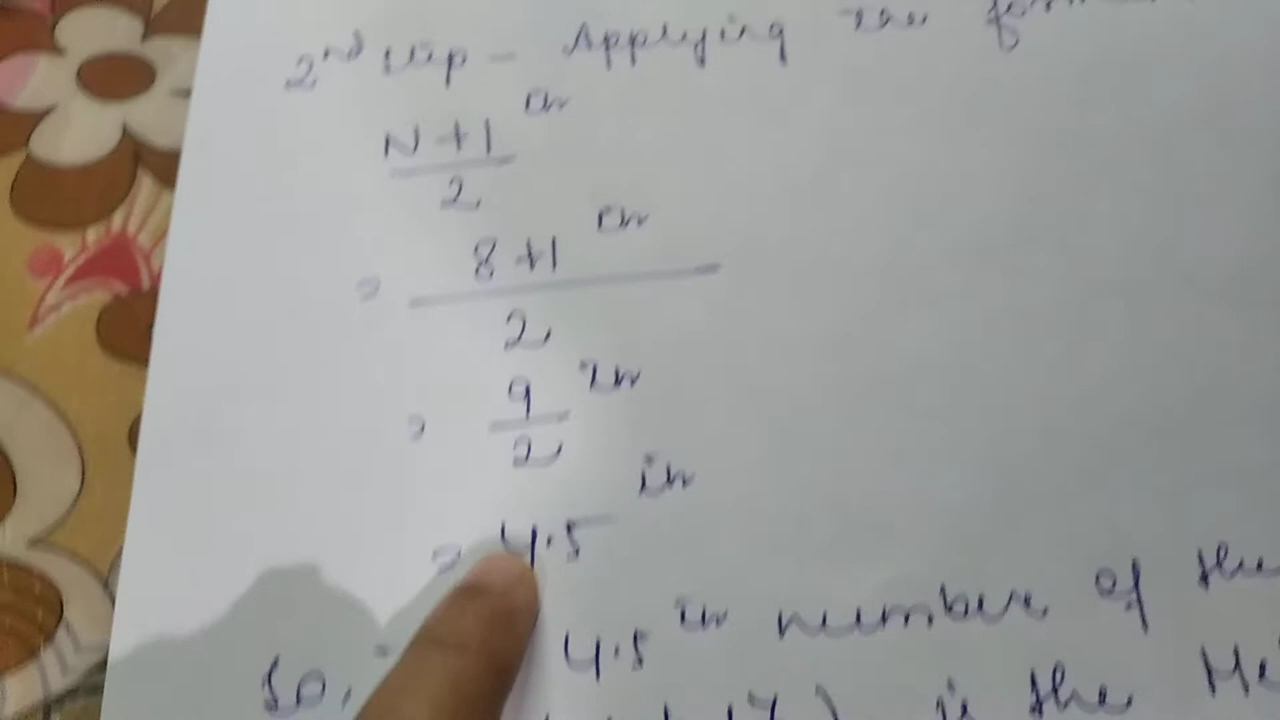 2nd step - Applying the
N+1 th
2
= 8+1 th
2
= 9 th
2
= 4.5 th
So, 4.5 th number of the
is the